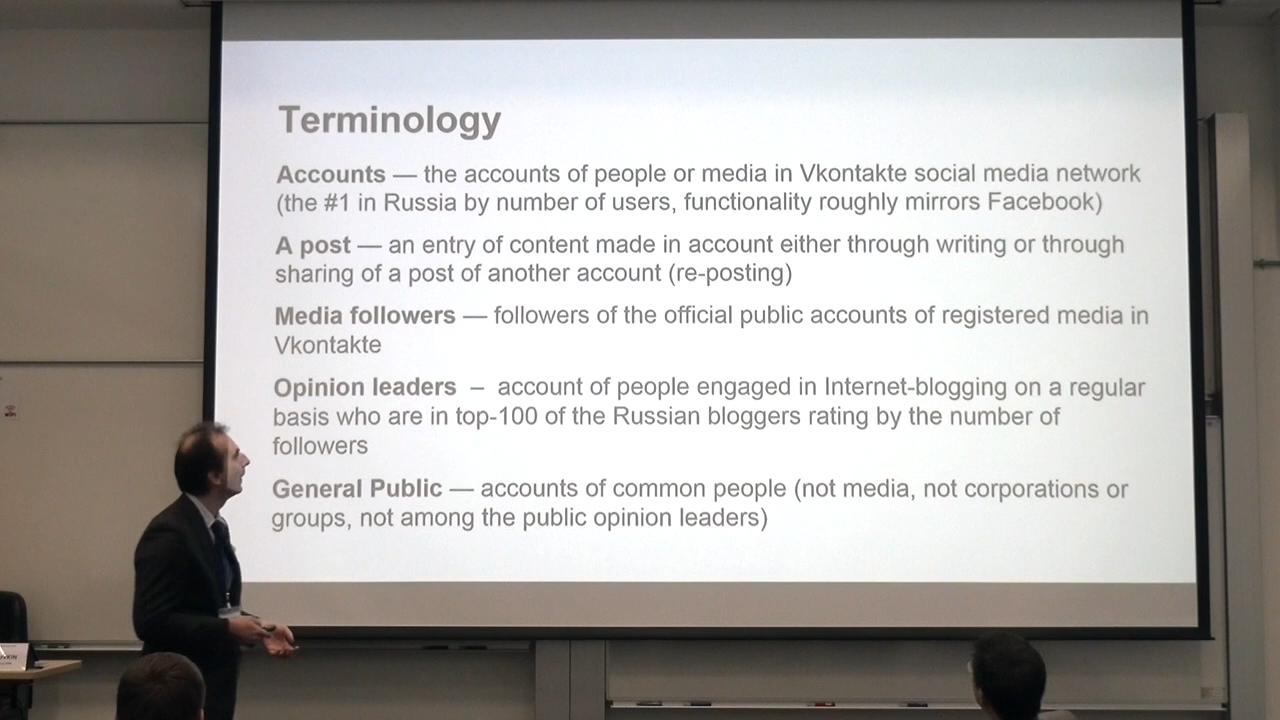 Terminology
Accounts — the accounts of people or media in Vkontakte social media network
(the #1 in Russia by number of users, functionality roughly mirrors Facebook)
A post — an entry of content made in account either through writing or through
sharing of a post of another account (re-posting)
Media followers — followers of the official public accounts of registered media in
Vkontakte
Opinion leaders – account of people engaged in Internet-blogging on a regular
basis who are in top-100 of the Russian bloggers rating by the number of
followers
General Public — accounts of common people (not media, not corporations or
groups, not among the public opinion leaders)